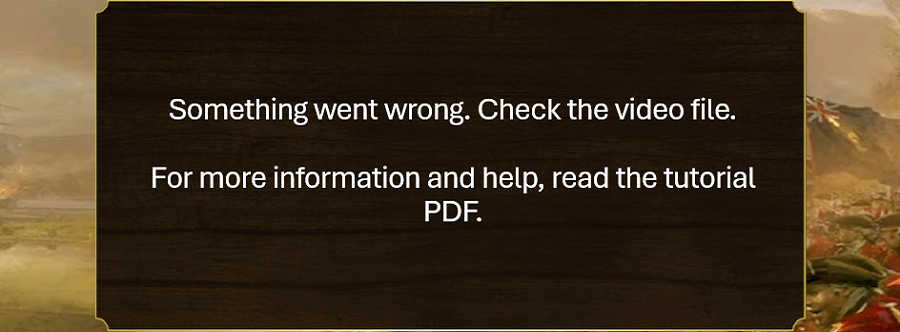 Something went wrong. Check the video file.
For more information and help, read the tutorial
PDF.